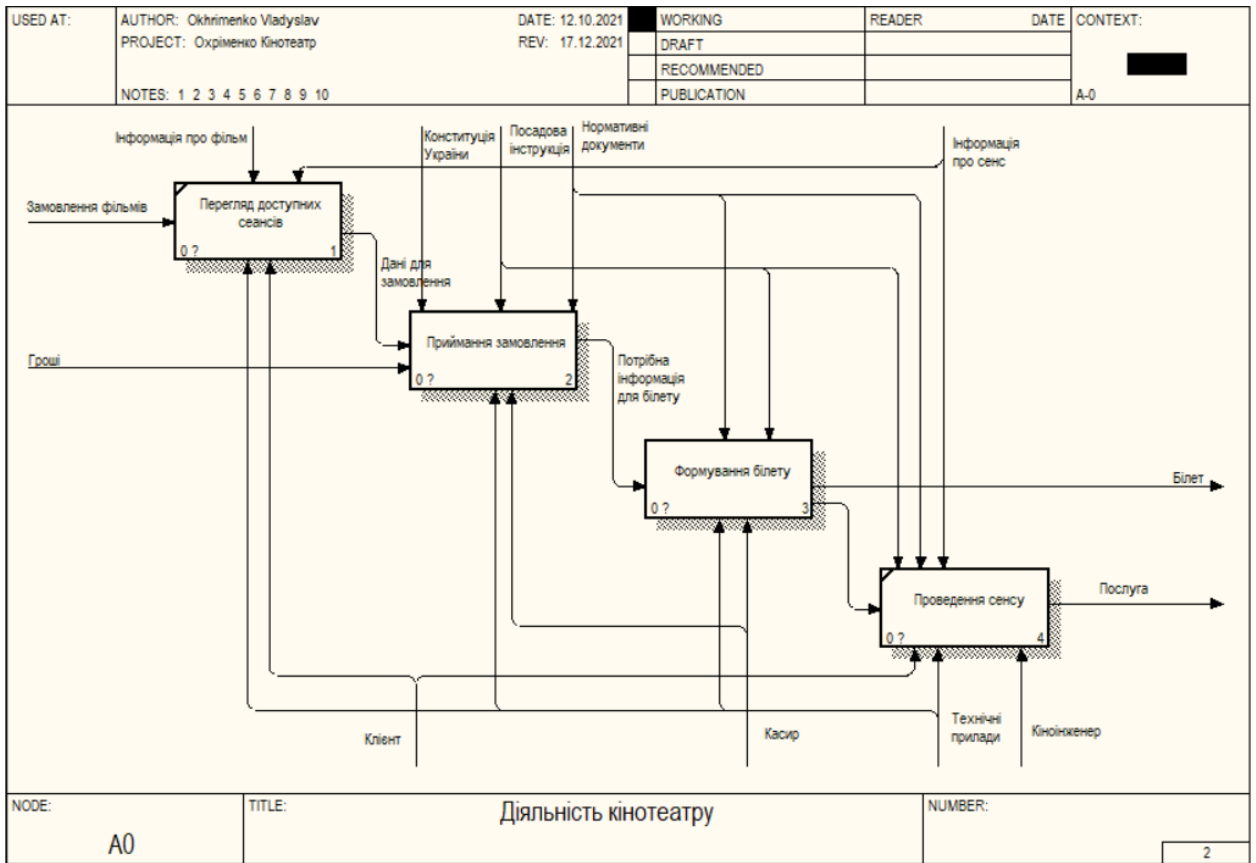 USED AT:
AUTHOR: Okhrimenko Vladyslav
DATE: 12.10.2021
PROJECT: Охріменко Кінотеатр
REV: 17.12.2021
NOTES: 1 2 3 4 5 6 7 8 9 10
WORKING
DRAFT
RECOMMENDED
PUBLICATION
READER
DATE
CONTEXT:
A-0
Інформація про фільм
Конституція
України
Посадова
інструкція
Нормативні
документи
Інформація
про сенс
Замовлення фільмів
Перегляд доступних
сеансів
0 ?
1
Дані для
замовлення
Гроші
Приймання замовлення
0 ?
2
Потрібна
інформація
для білету
Формування білету
0 ?
3
Білет
Проведення сенсу
0 ?
4
Послуга
Клієнт
Касир
Технічні
прилади
Кіноінженер
NODE:
A0
TITLE:
Діяльність кінотеатру
NUMBER:
2